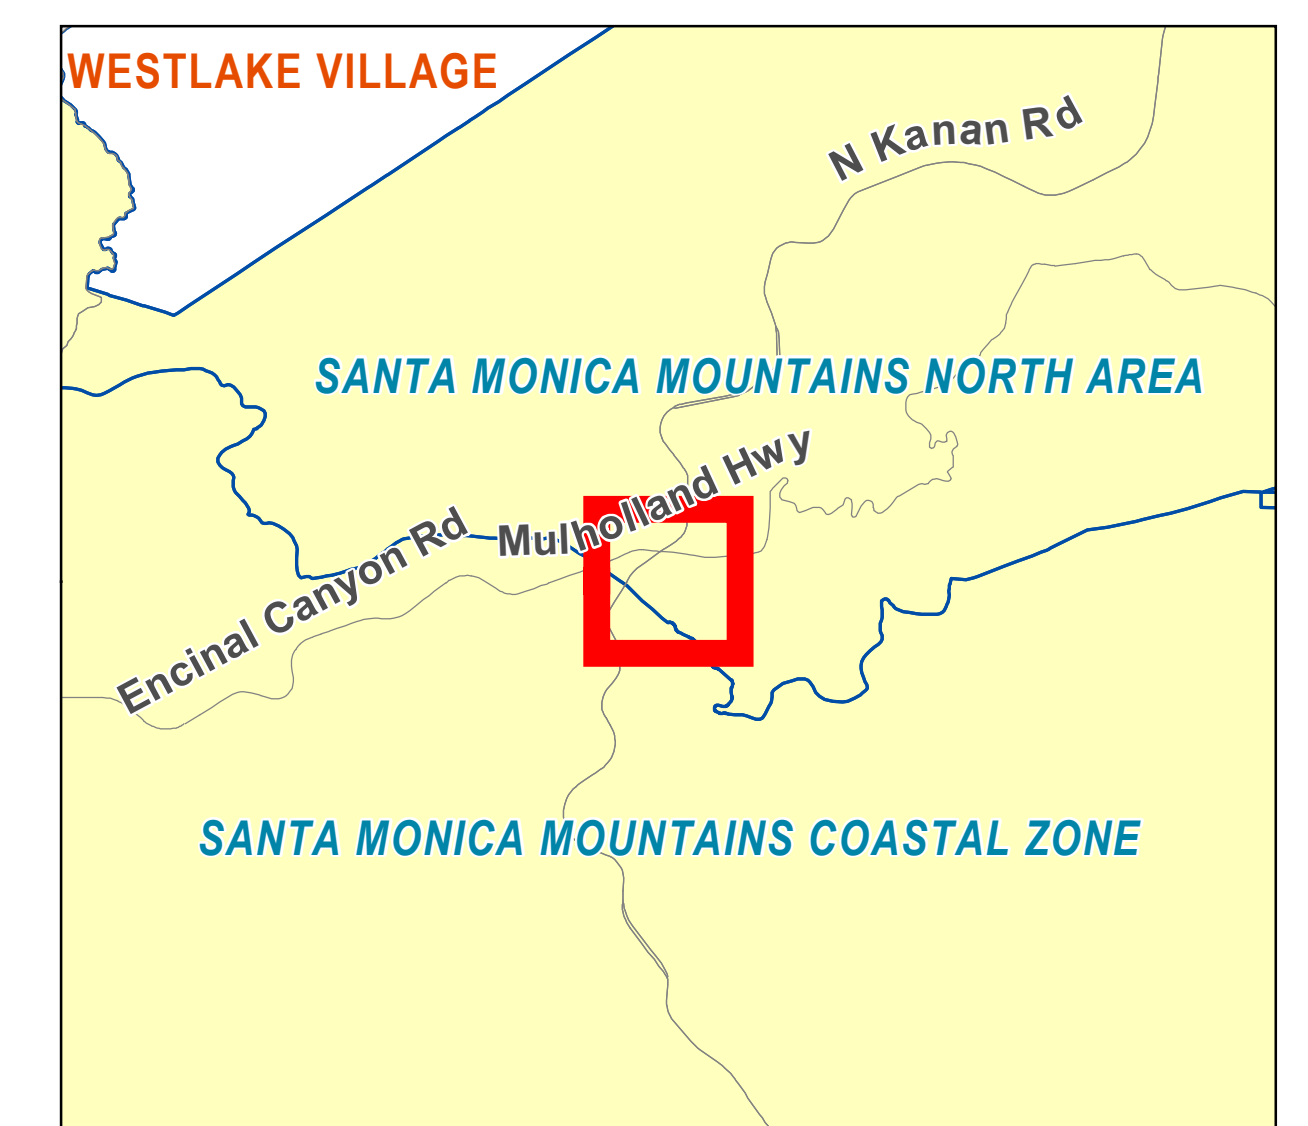 WESTLAKE VILLAGE
N Kanan Rd
SANTA MONICA MOUNTAINS NORTH AREA
Mulholland Hwy
Encinal Canyon Rd
SANTA MONICA MOUNTAINS COASTAL ZONE